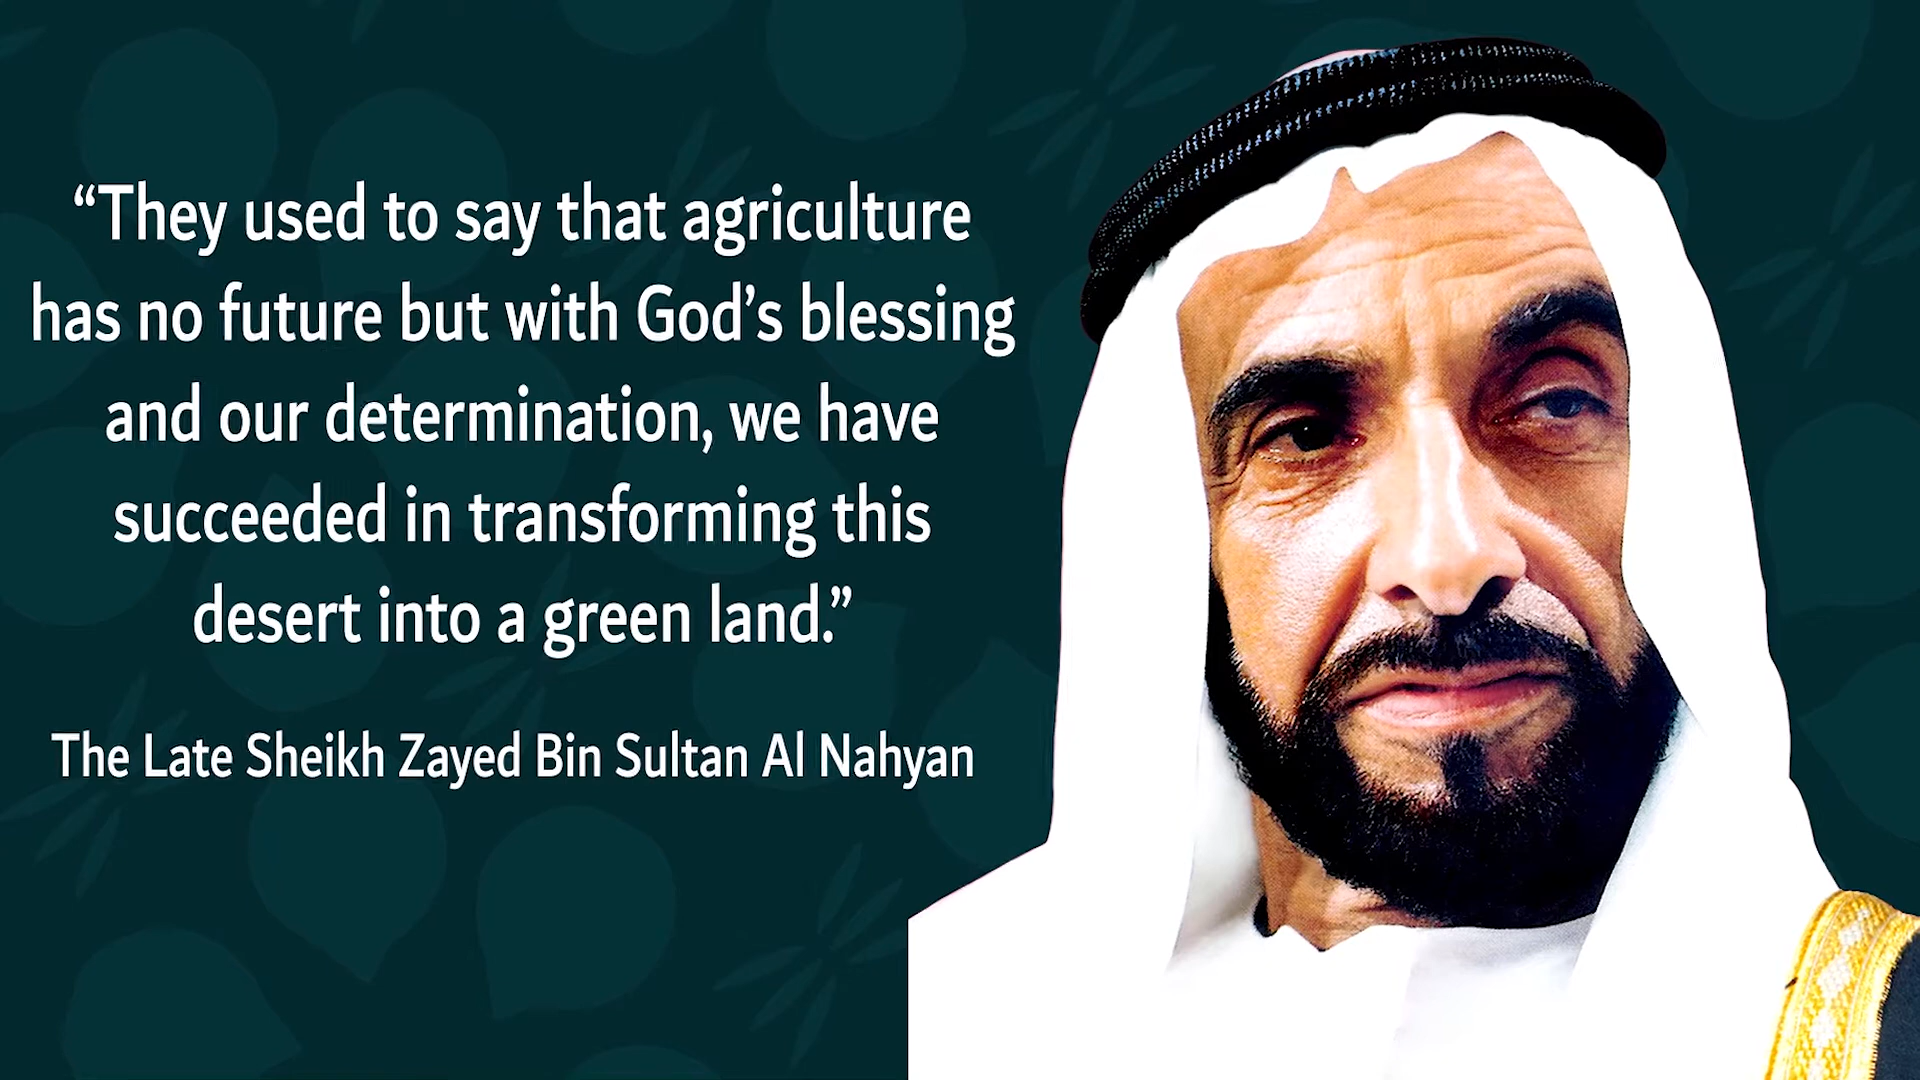 “They used to say that agriculture
has no future but with God’s blessing
and our determination, we have
succeeded in transforming this
desert into a green land.”
The Late Sheikh Zayed Bin Sultan Al Nahyan